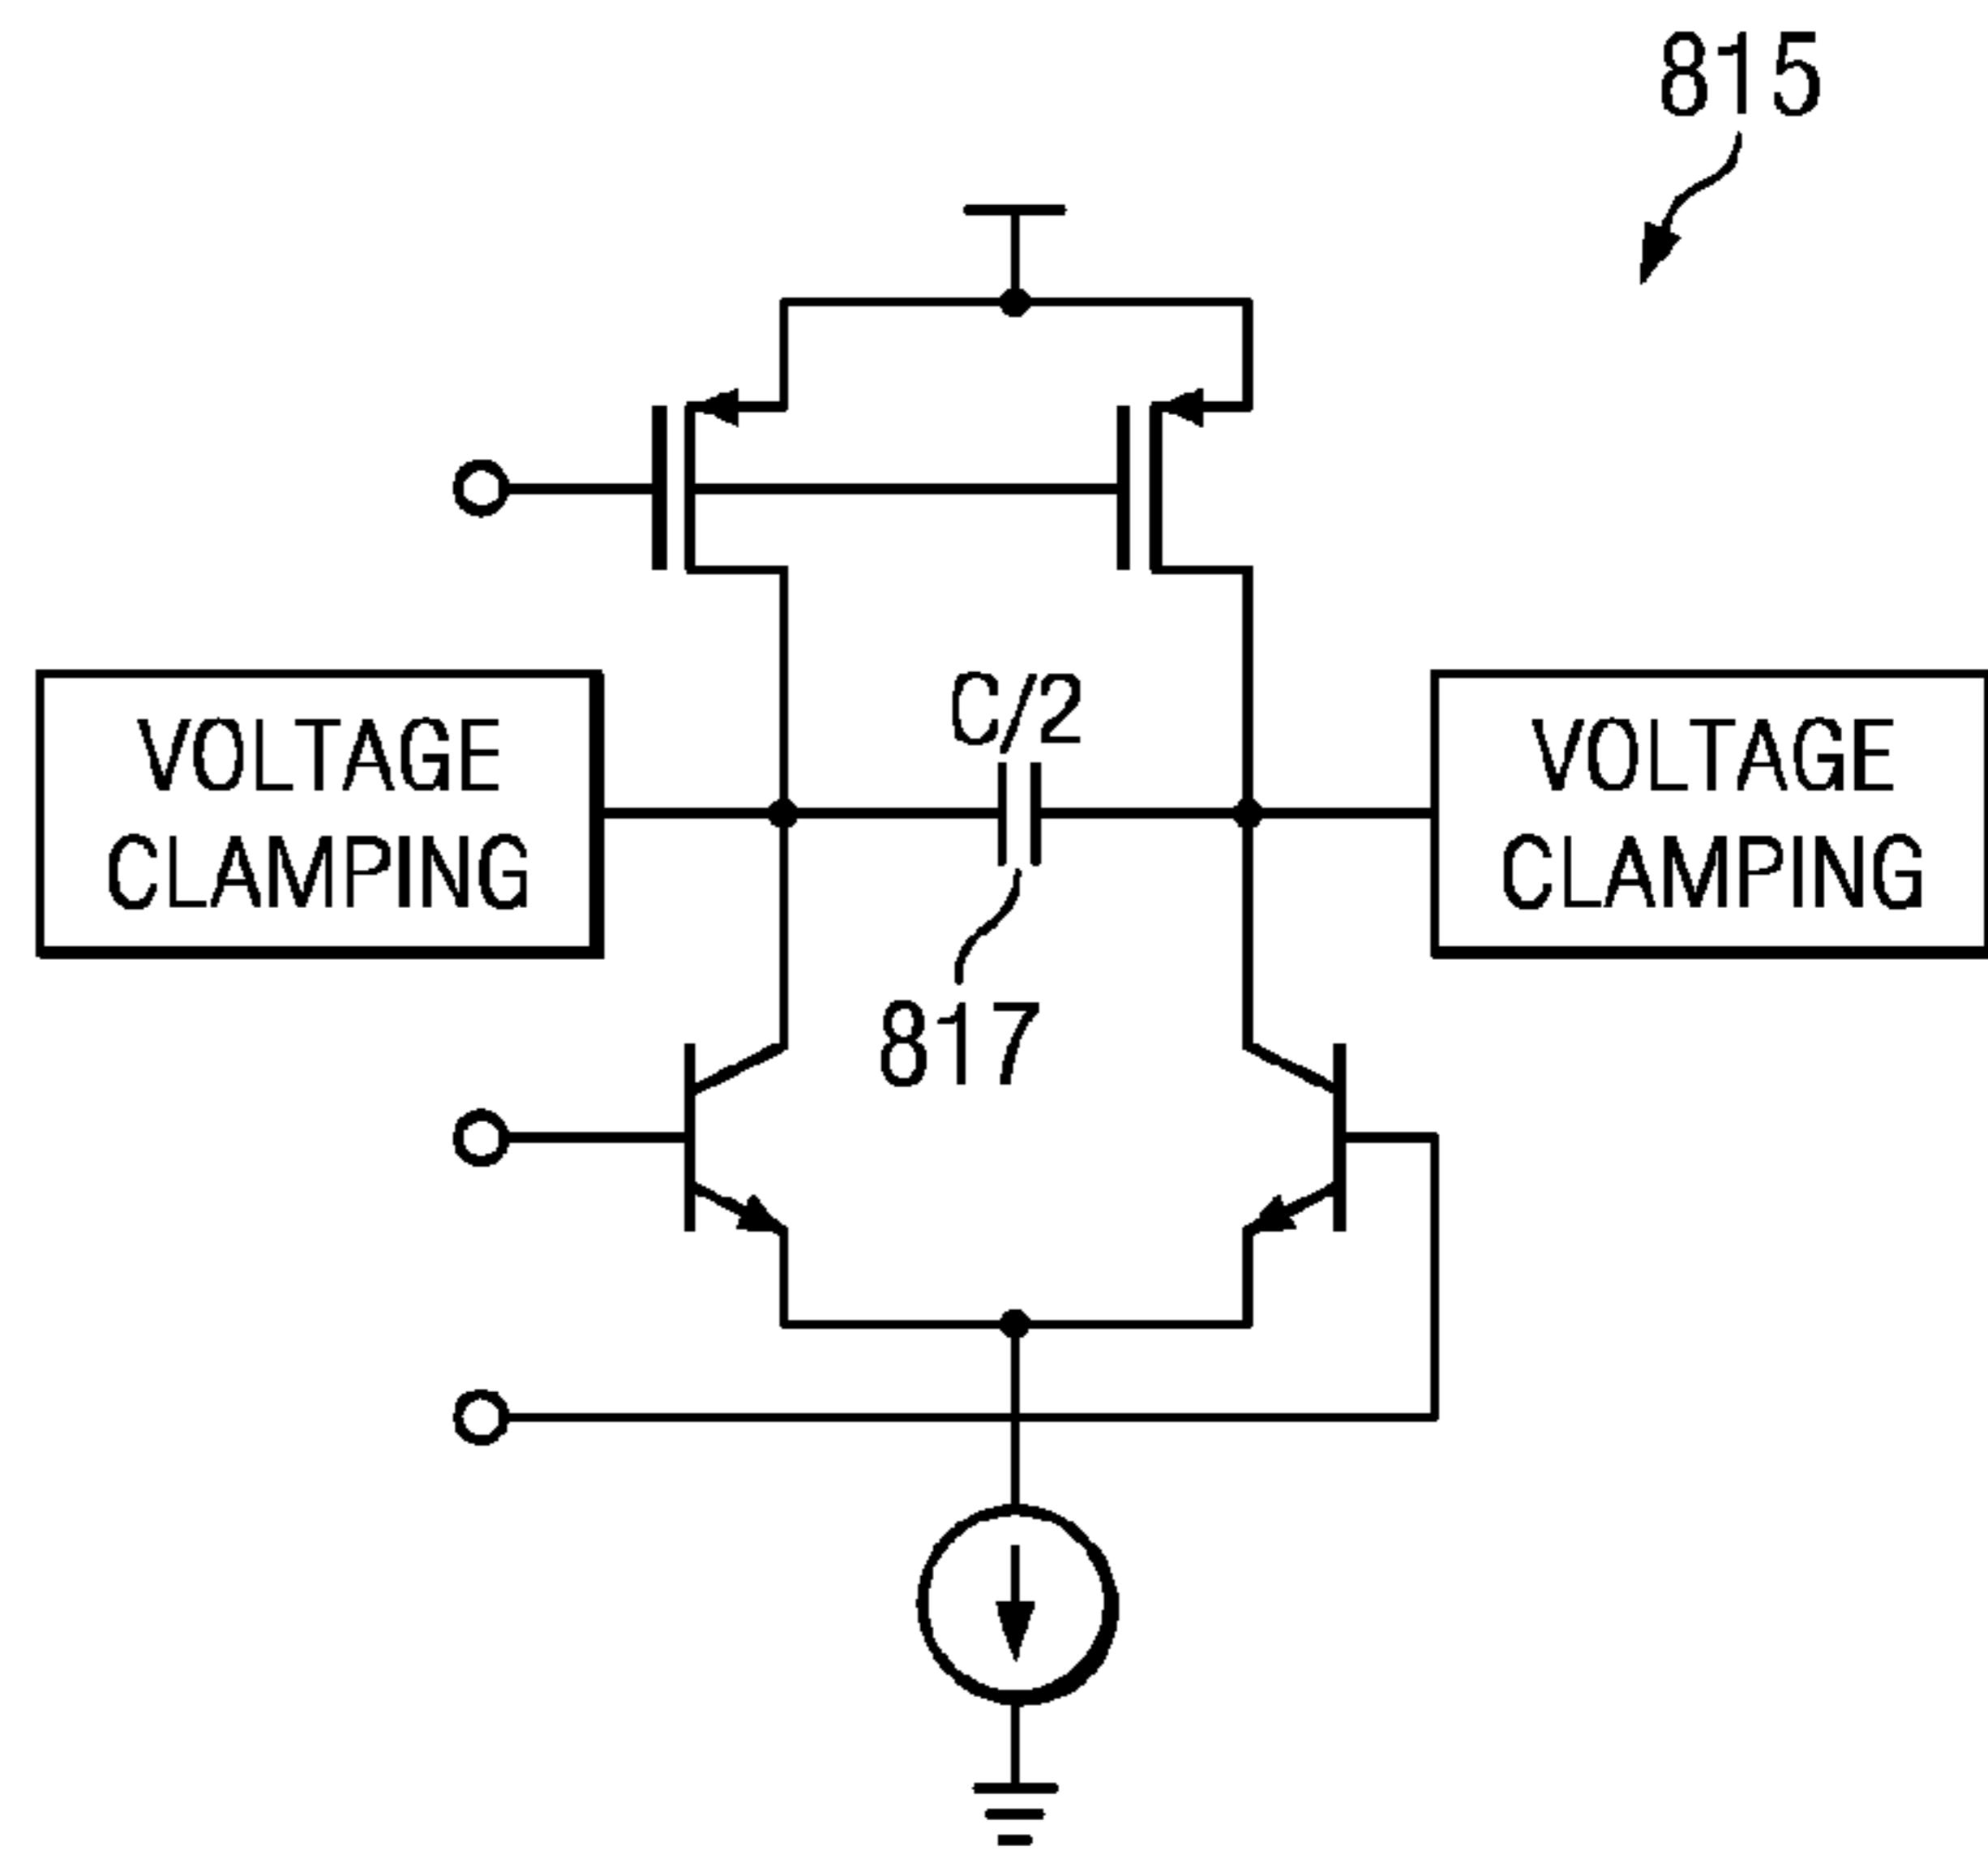 815
C/2
VOLTAGE
CLAMPING
VOLTAGE
CLAMPING
817